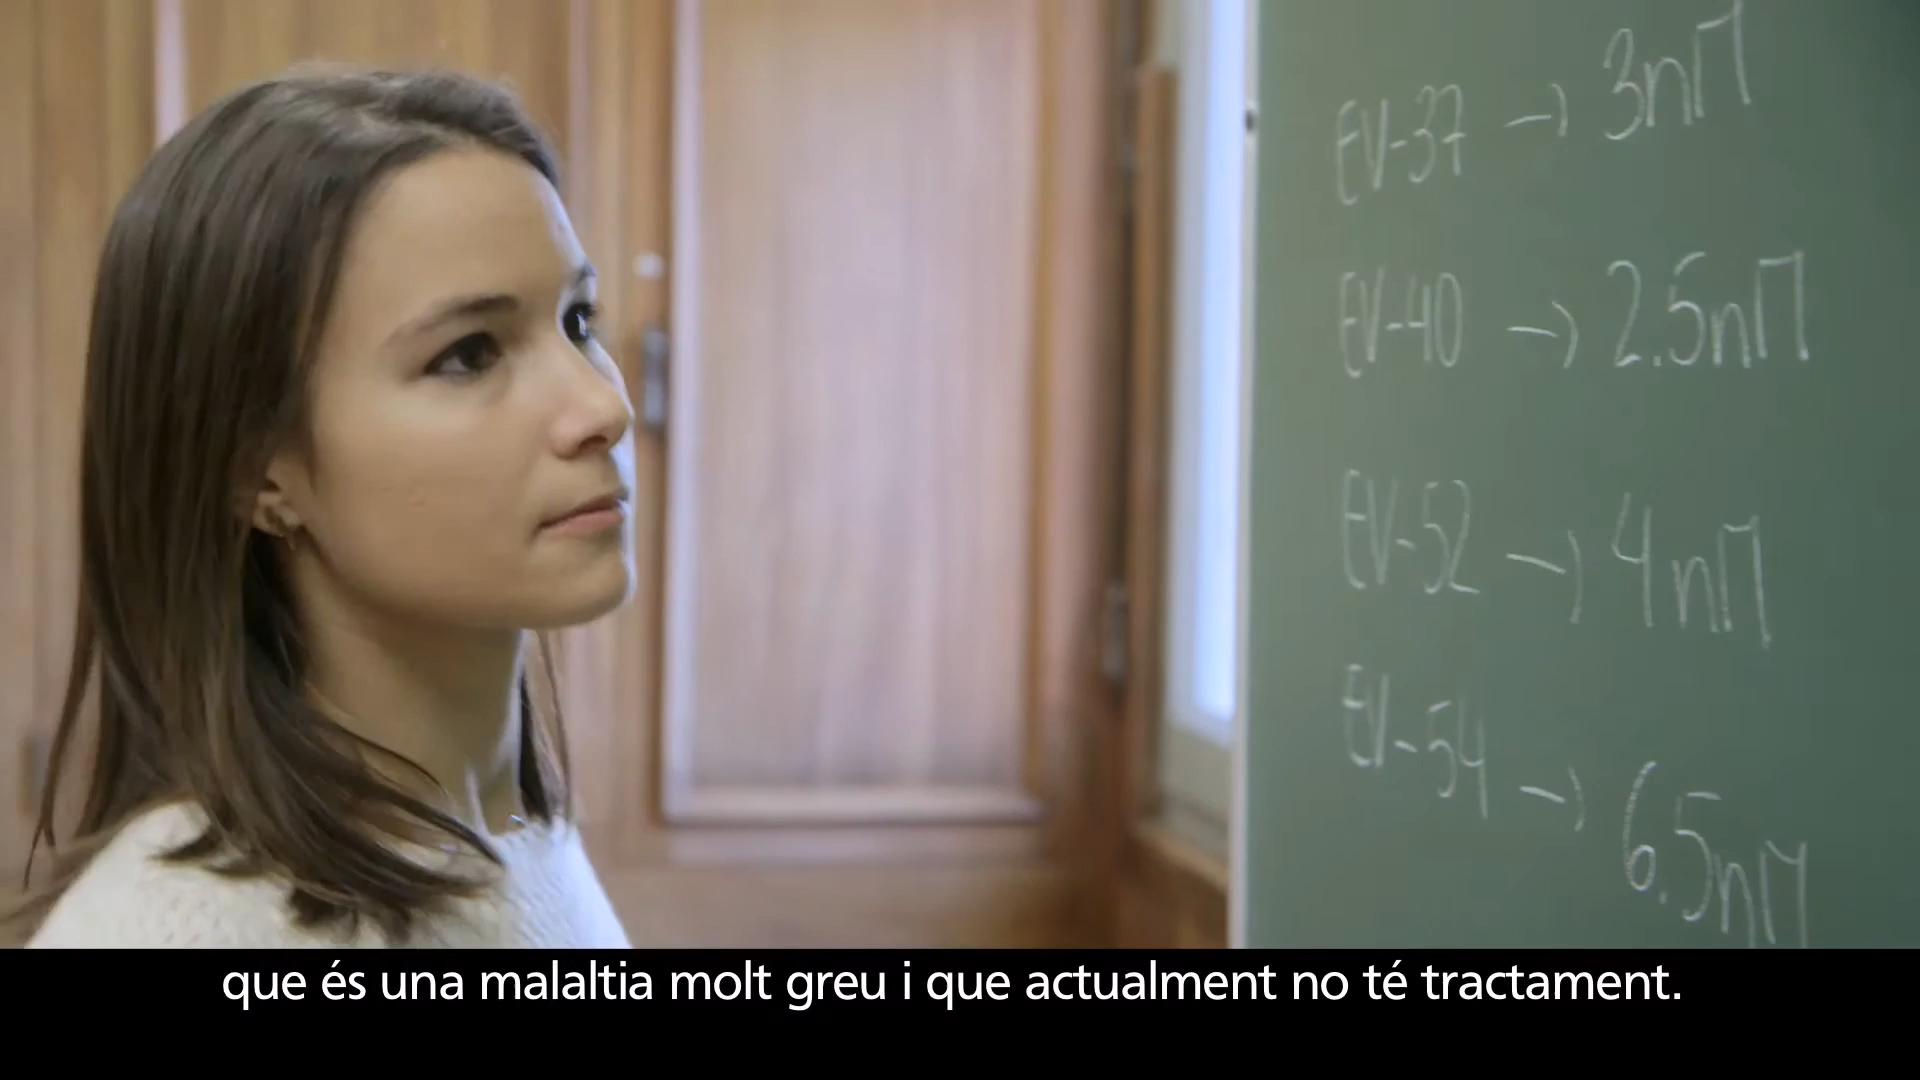 EV-37 → 3nM
EV-40 → 2.5nM
EV-52 → 4nM
EV-54 → 6.5nM
que és una malaltia molt greu i que actualment no té tractament.